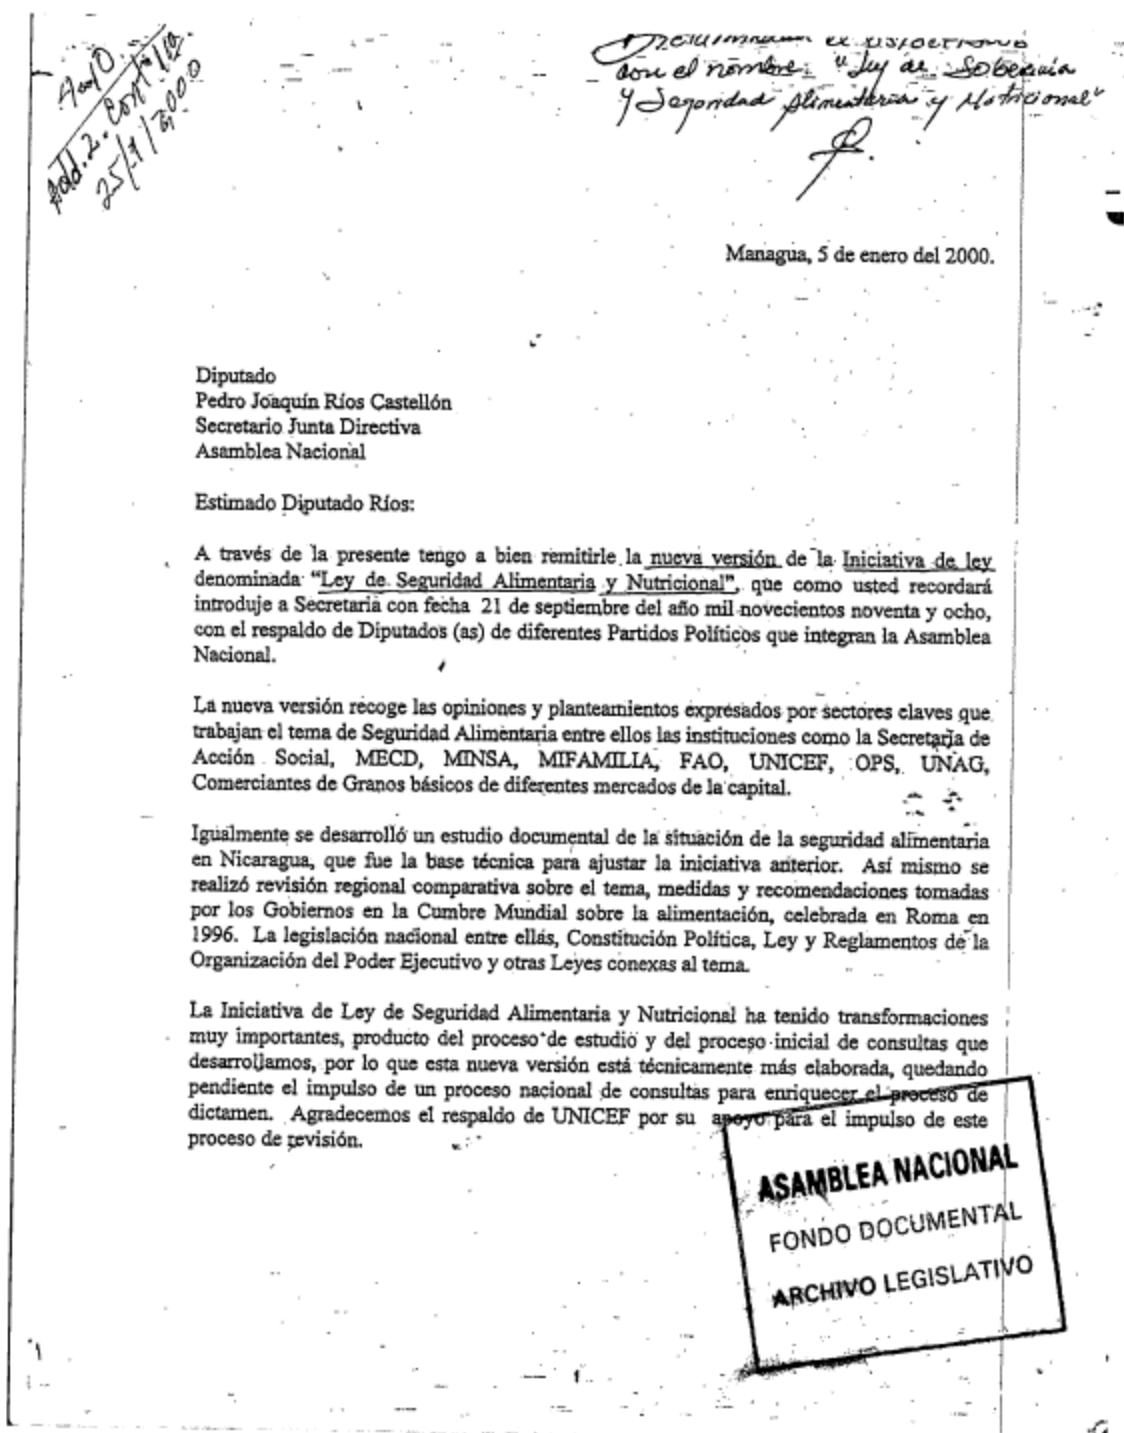 Add. 2. Cont
25/1/2000
con el nombre: "Ley de Soberanía
y Seguridad Alimentaria y Nutricional"
Managua, 5 de enero del 2000.
Diputado
Pedro Joaquín Ríos Castellón
Secretario Junta Directiva
Asamblea Nacional
Estimado Diputado Ríos:
A través de la presente tengo a bien remitirle la nueva versión de la Iniciativa de ley
denominada "Ley de Seguridad Alimentaria y Nutricional", que como usted recordará
introduje a Secretaria con fecha 21 de septiembre del año mil novecientos noventa y ocho,
con el respaldo de Diputados (as) de diferentes Partidos Políticos que integran la Asamblea
Nacional.
La nueva versión recoge las opiniones y planteamientos expresados por sectores claves que
trabajan el tema de Seguridad Alimentaria entre ellos las instituciones como la Secretaria de
Acción Social, MECD, MINSA, MIFAMILIA, FAO, UNICEF, OPS, UNAG,
Comerciantes de Granos básicos de diferentes mercados de la capital.
Igualmente se desarrolló un estudio documental de la situación de la seguridad alimentaria
en Nicaragua, que fue la base técnica para ajustar la iniciativa anterior. Así mismo se
realizó revisión regional comparativa sobre el tema, medidas y recomendaciones tomadas
por los Gobiernos en la Cumbre Mundial sobre la alimentación, celebrada en Roma en
1996. La legislación nacional entre ellas, Constitución Política, Ley y Reglamentos de la
Organización del Poder Ejecutivo y otras Leyes conexas al tema.
La Iniciativa de Ley de Seguridad Alimentaria y Nutricional ha tenido transformaciones
muy importantes, producto del proceso de estudio y del proceso inicial de consultas que
desarrollamos, por lo que esta nueva versión está técnicamente más elaborada, quedando
pendiente el impulso de un proceso nacional de consultas para enriquecer el proceso de
dictamen. Agradecemos el respaldo de UNICEF por su apoyo para el impulso de este
proceso de revisión.
ASAMBLEA NACIONAL
FONDO DOCUMENTAL
ARCHIVO LEGISLATIVO
1